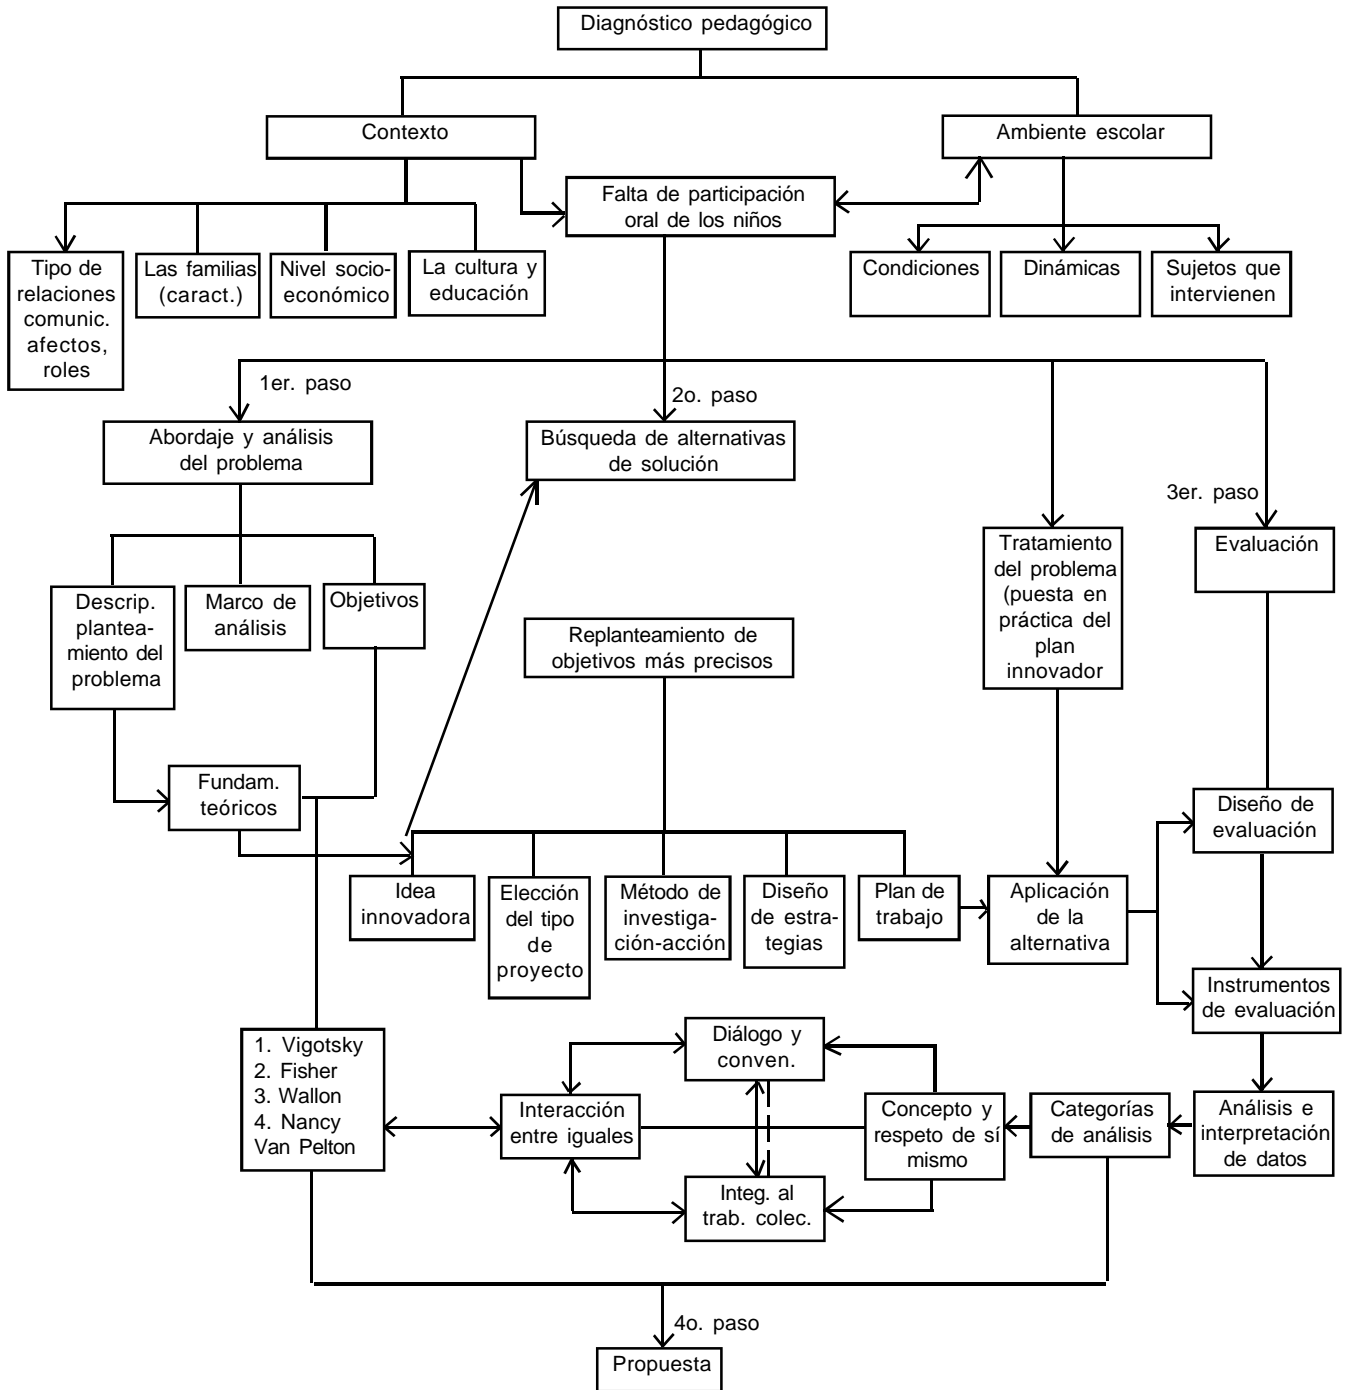 Diagnóstico pedagógico
Contexto
Ambiente escolar
Falta de participación
oral de los niños
Tipo de
relaciones
comunic.
afectos,
roles
Las familias
(caract.)
Nivel socio-
económico
La cultura y
educación
Condiciones
Dinámicas
Sujetos que
intervienen
1er. paso
2o. paso
Abordaje y análisis
del problema
Búsqueda de alternativas
de solución
3er. paso
Tratamiento
del problema
(puesta en
práctica del
plan
innovador
Evaluación
Descrip.
plantea-
miento del
problema
Marco de
análisis
Objetivos
Replanteamiento de
objetivos más precisos
Fundam.
teóricos
Diseño de
evaluación
Idea
innovadora
Elección
del tipo
de
proyecto
Método de
investiga-
ción-acción
Diseño
de estra-
tegias
Plan de
trabajo
Aplicación
de la
alternativa
Instrumentos
de evaluación
1. Vigotsky
2. Fisher
3. Wallon
4. Nancy
Van Pelton
Diálogo y
conven.
Interacción
entre iguales
Concepto y
respeto de sí
mismo
Categorías
de análisis
Análisis e
interpretación
de datos
Integ. al
trab. colec.
4o. paso
Propuesta